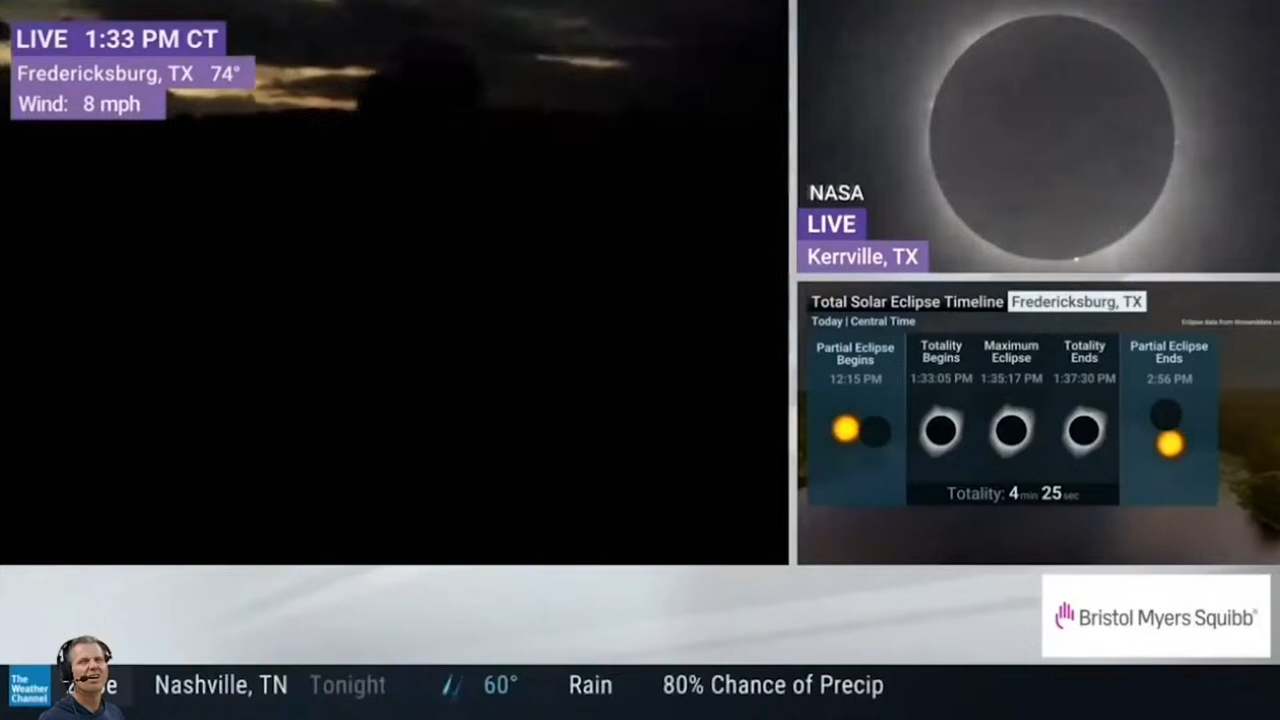 LIVE 1:33 PM CT
Fredericksburg, TX 74°
Wind: 8 mph
NASA
LIVE
Kerrville, TX
Total Solar Eclipse Timeline Fredericksburg, TX
Today | Central Time
Partial Eclipse Begins
12:15 PM
Totality Begins
1:33:05 PM
Maximum Eclipse
1:35:17 PM
Totality Ends
1:37:30 PM
Partial Eclipse Ends
2:56 PM
Totality: 4 min 25 sec
Bristol Myers Squibb®
The Weather Channel
Nashville, TN Tonight 60° Rain 80% Chance of Precip